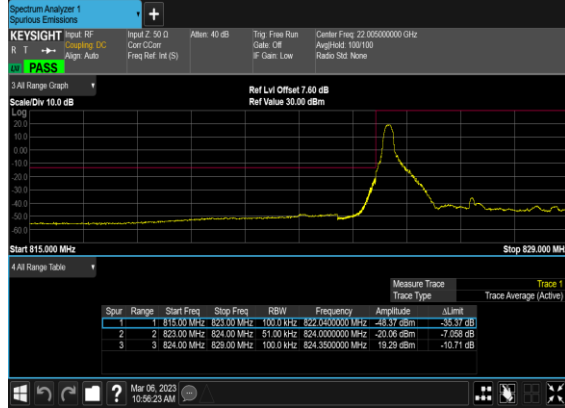 Spectrum Analyzer 1
Spurious Emissions
KEYSIGHT
R T
LXI
PASS
Input: RF
Coupling: DC
Align: Auto
Input Z: 50 Ω
Corr CCorr
Freq Ref: Int (S)
Atten: 40 dB
Trig: Free Run
Gate: Off
IF Gain: Low
Center Freq: 22.005000000 GHz
Avg|Hold: 100/100
Radio Std: None
3 All Range Graph
Scale/Div 10.0 dB
Ref Lvl Offset 7.60 dB
Ref Value 30.00 dBm
Log
20.0
10.0
0.00
-10.0
-20.0
-30.0
-40.0
-50.0
-60.0
Start 815.000 MHz
Stop 829.000 MH
4 All Range Table
Measure Trace Trace 1
Trace Type Trace Average (Active)
Spur Range Start Freq Stop Freq RBW Frequency Amplitude ΔLimit
1 1 815.00 MHz 823.00 MHz 100.0 kHz 822.0400000 MHz -48.37 dBm -35.37 dB
2 2 823.00 MHz 824.00 MHz 51.00 kHz 824.0000000 MHz -20.06 dBm -7.058 dB
3 3 824.00 MHz 829.00 MHz 100.0 kHz 824.3500000 MHz 19.29 dBm -10.71 dB
?
Mar 06, 2023
10:56:23 AM